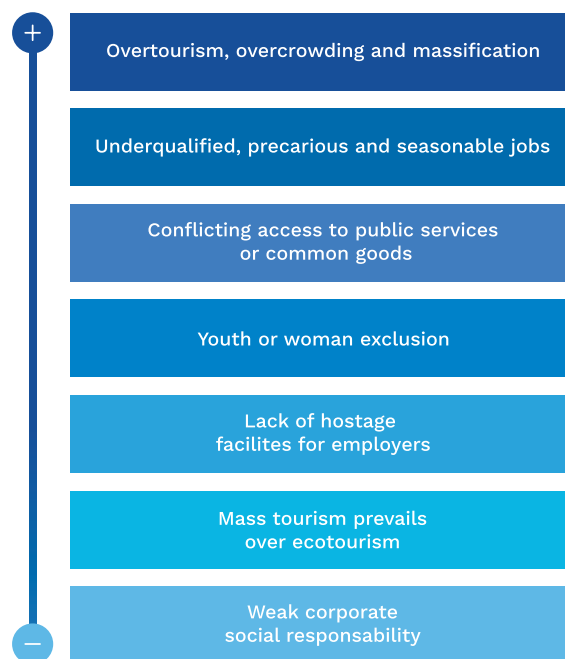 +
Overtourism, overcrowding and massification
Underqualified, precarious and seasonable jobs
Conflicting access to public services
or common goods
Youth or woman exclusion
Lack of hostage
facilites for employers
Mass tourism prevails
over ecotourism
Weak corporate
social responsability
−